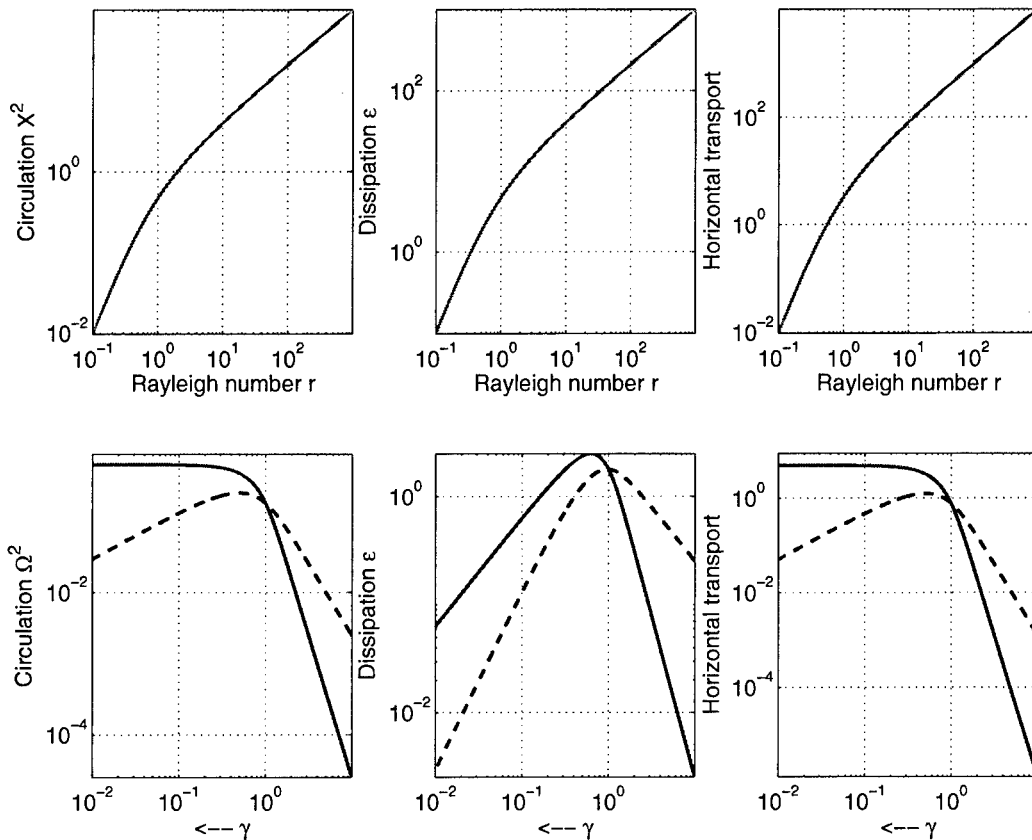 Circulation X²
10⁰
10⁻²
10⁻¹ 10⁰ 10¹ 10²
Rayleigh number r
Dissipation ε
10²
10⁰
10⁻¹ 10⁰ 10¹ 10²
Rayleigh number r
Horizontal transport
10²
10⁰
10⁻²
10⁻¹ 10⁰ 10¹ 10²
Rayleigh number r
Circulation Ω²
10⁻²
10⁻⁴
10⁻² 10⁻¹ 10⁰
<-- γ
Dissipation ε
10⁰
10⁻²
10⁻² 10⁻¹ 10⁰
<-- γ
Horizontal transport
10⁰
10⁻²
10⁻⁴
10⁻² 10⁻¹ 10⁰
<-- γ